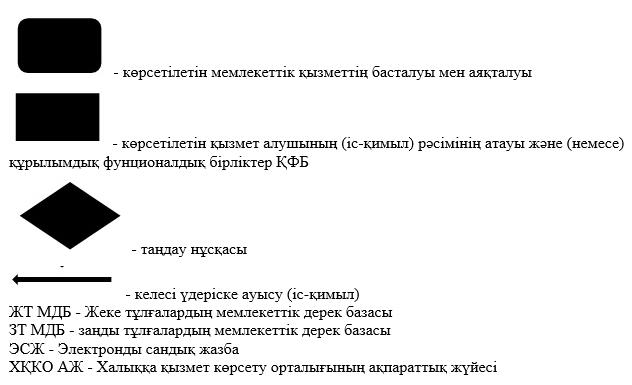 - көрсетілетін мемлекеттік қызметтің басталуы мен аяқталуы
- көрсетілетін қызмет алушының (іс-қимыл) рәсімінің атауы және (немесе)
құрылымдық фунционалдық бірліктер ҚФБ
- таңдау нұсқасы
- келесі үдеріске ауысу (іс-қимыл)
ЖТ МДБ - Жеке тұлғалардың мемлекеттік дерек базасы
ЗТ МДБ - заңды тұлғалардың мемлекеттік дерек базасы
ЭСЖ - Электронды сандық жазба
ХҚКО АЖ - Халыққа қызмет көрсету орталығының ақпараттық жүйесі